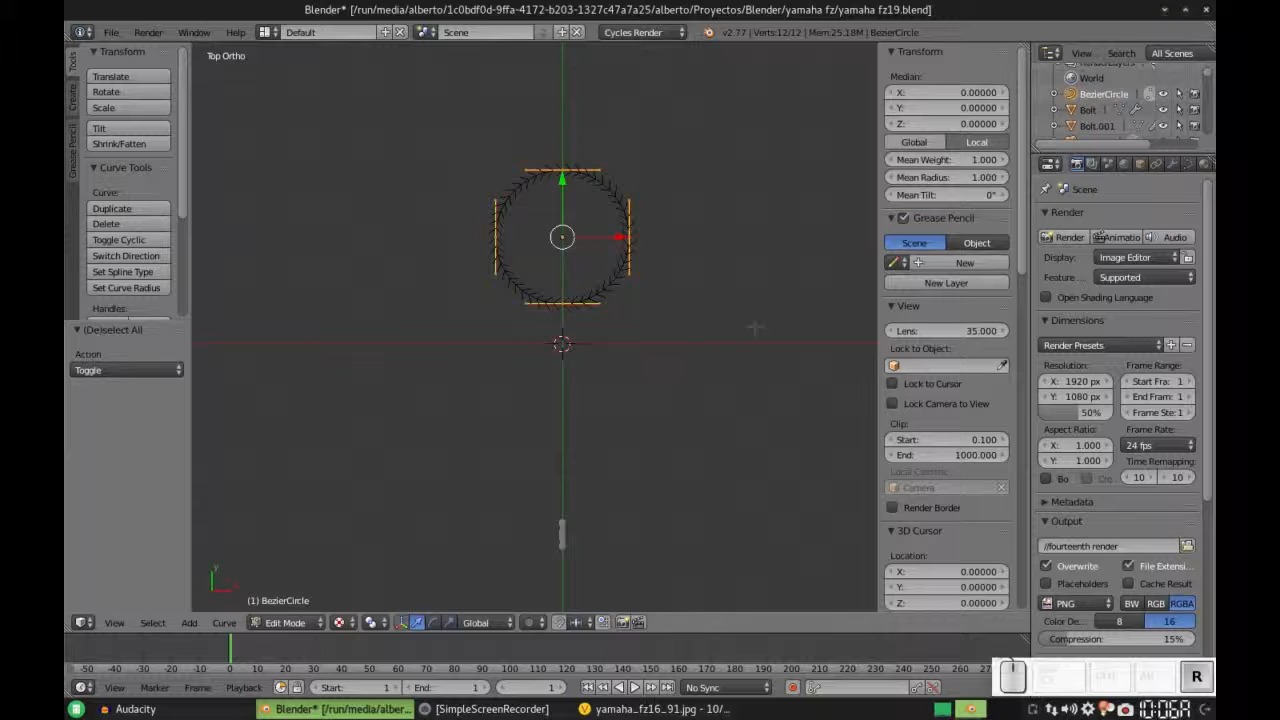 Blender* [/run/media/alberto/1c0bdf0d-9ffa-4172-b203-1327c47a7a25/alberto/Proyectos/Blender/yamaha fz/yamaha fz19.blend]
File Render Window Help Default Scene Cycles Render v2.77 | Verts:12/12 | Mem:25.18M | BezierCircle
View Search All Scenes
Tools
Create
Grease Pencil
Transform
Translate
Rotate
Scale
Tilt
Shrink/Fatten
Curve Tools
Curve:
Duplicate
Delete
Toggle Cyclic
Switch Direction
Set Spline Type
Set Curve Radius
Handles:
(De)select All
Action
Toggle
Top Ortho
y
(1) BezierCircle
Transform
Median:
X: 0.00000
Y: 0.00000
Z: 0.00000
Global Local
Mean Weight: 1.000
Mean Radius: 1.000
Mean Tilt: 0°
Grease Pencil
Scene Object
New
New Layer
View
Lens: 35.000
Lock to Object:
Lock to Cursor
Lock Camera to View
Clip:
Start: 0.100
End: 1000.000
Local Camera:
Camera
Render Border
3D Cursor
Location:
X: 0.00000
Y: 0.00000
Z: 0.00000
RenderLayers
World
BezierCircle
Bolt
Bolt.001
Scene
Render
Render Animatio Audio
Display: Image Editor
Feature Supported
Open Shading Language
Dimensions
Render Presets
Resolution: Frame Range:
X: 1920 px Start Fra: 1
Y: 1080 px End Fram: 1
50% Frame Ste: 1
Aspect Ratio: Frame Rate:
X: 1.000 24 fps
Y: 1.000 Time Remapping:
Bo Cro 10 10
Metadata
Output
//fourteenth render
Overwrite File Extensi..
Placeholders Cache Result
PNG BW RGB RGBA
Color De.. 8 16
Compression: 15%
View Select Add Curve Edit Mode Global
-50 -40 -30 -20 -10 0 10 20 30 40 50 60 70 80 90 100 110 120 130 140 150 160 170 180 190 200 210 220 230 240 250 260
View Marker Frame Playback Start: 1 End: 1 1 No Sync
R
Audacity Blender* [/run/media/alber... [SimpleScreenRecorder] yamaha_fz16_91.jpg - 10/... 10:06A